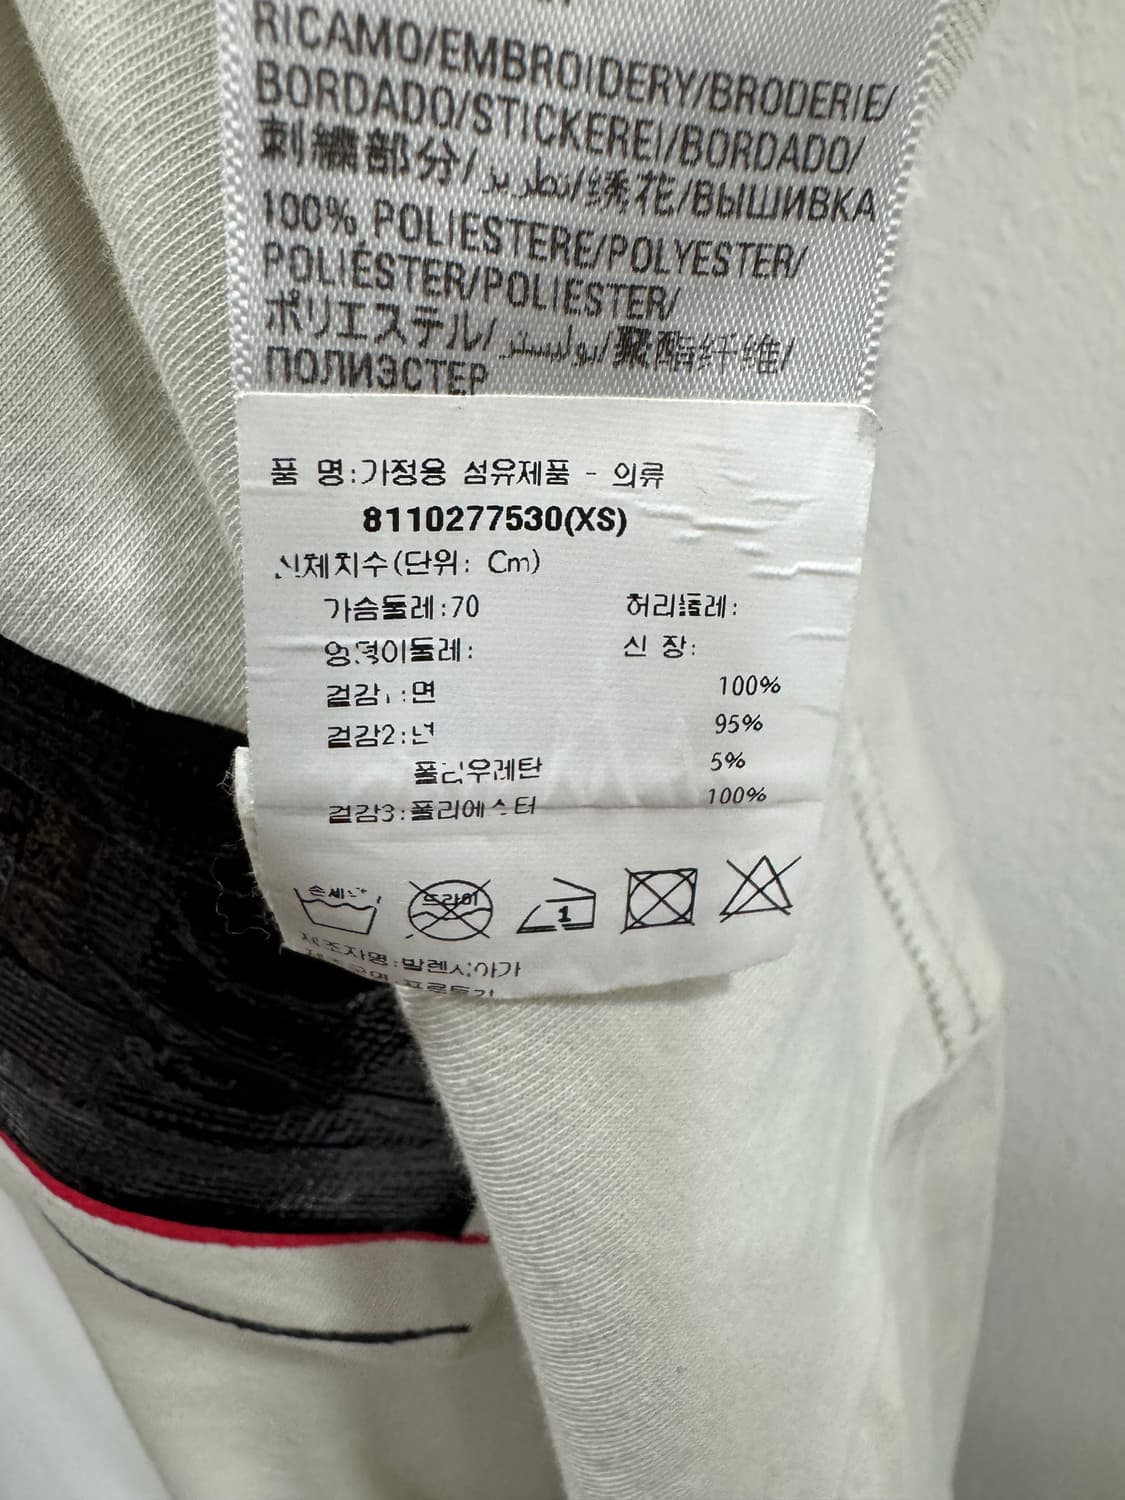 RICAMO/EMBROIDERY/BRODERIE/
BORDADO/STICKEREI/BORDADO/
刺繍部分/تطريز/绣花/ВЫШИВКА
100% POLIESTERE/POLYESTER/
POLIÉSTER/POLIESTER/
ポリエステル/بوليستر/聚酯纤维/
ПОЛИЭСТЕР
품 명:가정용 섬유제품 - 의류
8110277530(XS)
신체치수(단위: Cm)
가슴둘레:70 허리둘레:
엉덩이둘레: 신 장:
겉감1:면 100%
겉감2:면 95%
폴리우레탄 5%
겉감3:폴리에스터 100%
손세탁 드라이 1
제조자명:발렌시아가